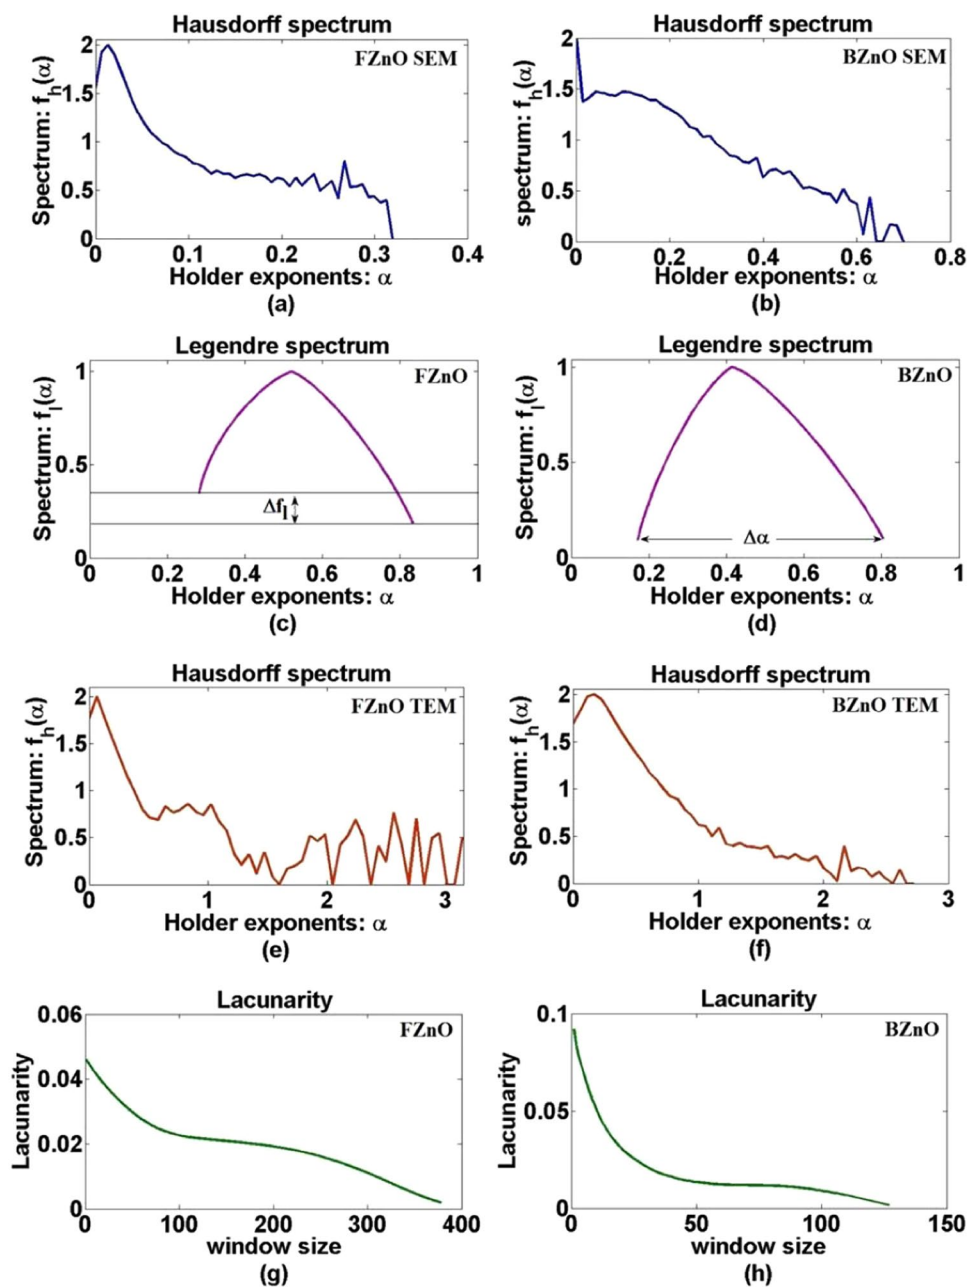 Hausdorff spectrum
FZnO SEM
Spectrum: f_h(α)
2
1.5
1
0.5
0
0 0.1 0.2 0.3 0.4
Holder exponents: α
(a)
Hausdorff spectrum
BZnO SEM
spectrum: f_h(α)
2
1.5
1
0.5
0
0 0.2 0.4 0.6 0.8
Holder exponents: α
(b)
Legendre spectrum
FZnO
Spectrum: f_l(α)
1
0.5
0
Δf_l
0 0.2 0.4 0.6 0.8 1
Holder exponents: α
(c)
Legendre spectrum
BZnO
Spectrum: f_l(α)
1
0.5
0
Δα
0 0.2 0.4 0.6 0.8 1
Holder exponents: α
(d)
Hausdorff spectrum
FZnO TEM
Spectrum: f_h(α)
2
1.5
1
0.5
0
0 1 2 3
Holder exponents: α
(e)
Hausdorff spectrum
BZnO TEM
Spectrum: f_h(α)
2
1.5
1
0.5
0
0 1 2 3
Holder exponents: α
(f)
Lacunarity
FZnO
Lacunarity
0.06
0.04
0.02
0
0 100 200 300 400
window size
(g)
Lacunarity
BZnO
Lacunarity
0.1
0.05
0
0 50 100 150
window size
(h)